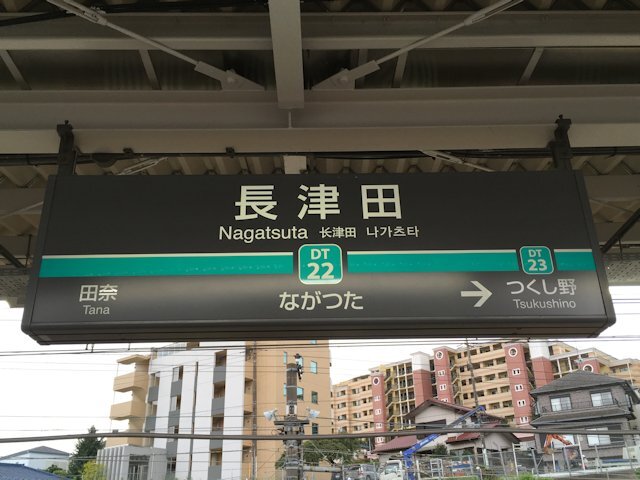 長津田
Nagatsuta 长津田 나가츠타
DT
22
DT
23
田奈
Tana
ながつた
→ つくし野
Tsukushino